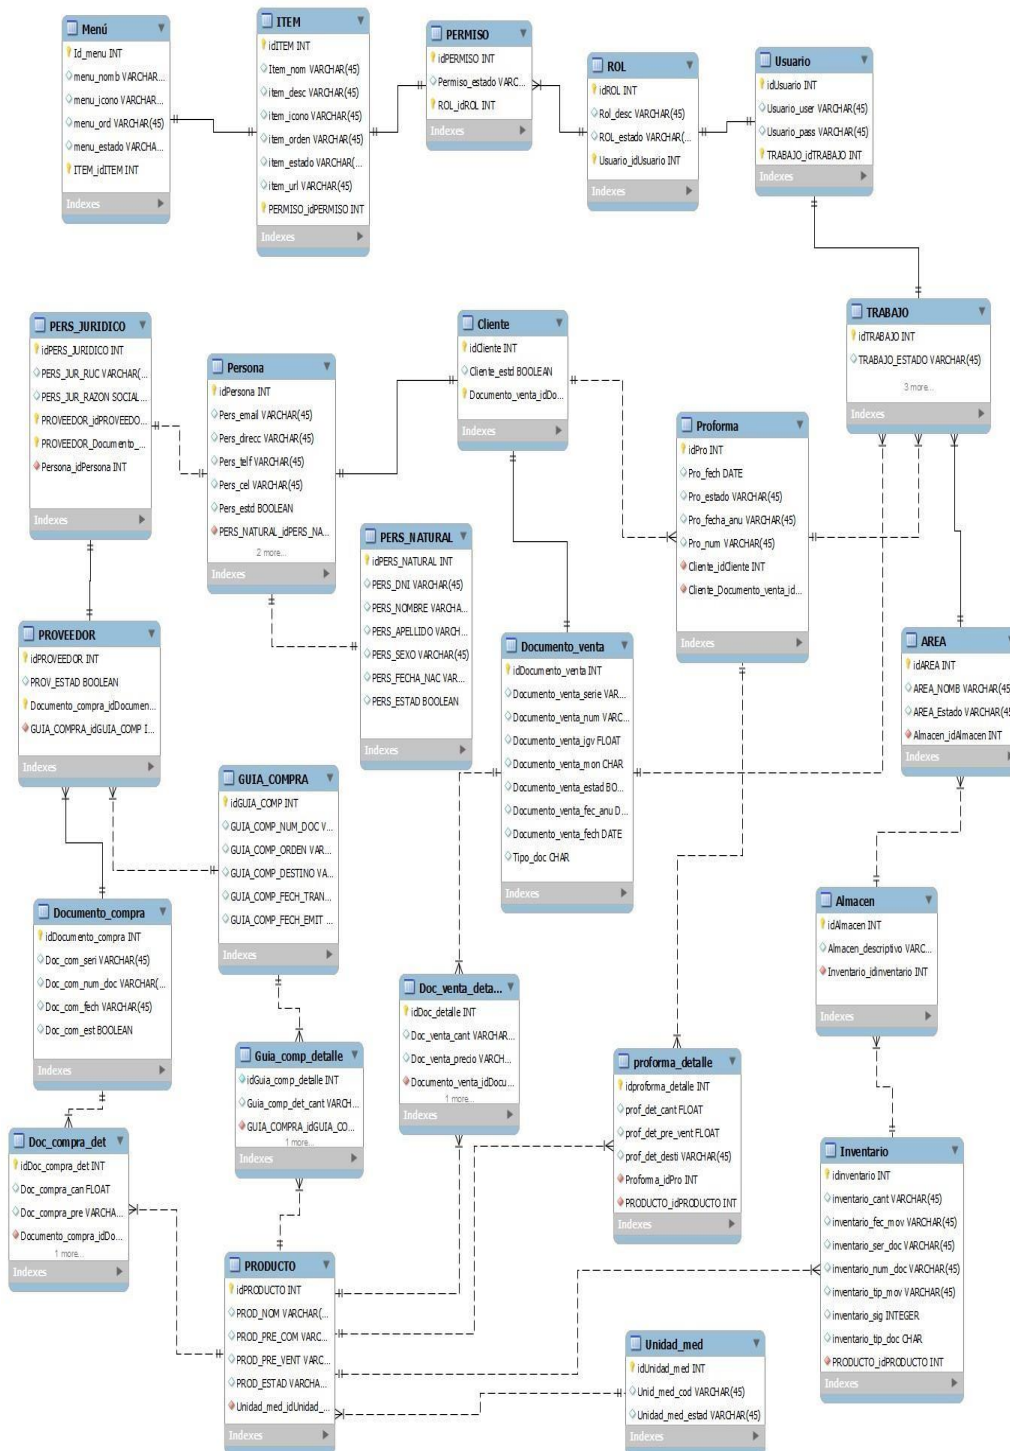 Menú
Id_menu INT
menu_nomb VARCHAR...
menu_icono VARCHAR...
menu_ord VARCHAR(45)
menu_estado VARCHA...
ITEM_idITEM INT
Indexes
ITEM
idITEM INT
Item_nom VARCHAR(45)
item_desc VARCHAR(45)
item_icono VARCHAR(45)
item_orden VARCHAR(45)
item_estado VARCHAR(...
item_url VARCHAR(45)
PERMISO_idPERMISO INT
Indexes
PERMISO
idPERMISO INT
Permiso_estado VARC...
ROL_idROL INT
Indexes
ROL
idROL INT
Rol_desc VARCHAR(45)
ROL_estado VARCHAR(...
Usuario_idUsuario INT
Indexes
Usuario
idUsuario INT
Usuario_user VARCHAR(45)
Usuario_pass VARCHAR(45)
TRABAJO_idTRABAJO INT
Indexes
PERS_JURIDICO
idPERS_JURIDICO INT
PERS_JUR_RUC VARCHAR(...
PERS_JUR_RAZON SOCIAL...
PROVEEDOR_idPROVEEDO...
PROVEEDOR_Documento_...
Persona_idPersona INT
Indexes
Persona
idPersona INT
Pers_email VARCHAR(45)
Pers_direcc VARCHAR(45)
Pers_telf VARCHAR(45)
Pers_cel VARCHAR(45)
Pers_estd BOOLEAN
PERS_NATURAL_idPERS_NA...
2 more...
Indexes
Cliente
idCliente INT
Cliente_estd BOOLEAN
Documento_venta_idDo...
Indexes
TRABAJO
idTRABAJO INT
TRABAJO_ESTADO VARCHAR(45)
3 more...
Indexes
Proforma
idPro INT
Pro_fech DATE
Pro_estado VARCHAR(45)
Pro_fecha_anu VARCHAR(45)
Pro_num VARCHAR(45)
Cliente_idCliente INT
Cliente_Documento_venta_id...
Indexes
PERS_NATURAL
idPERS_NATURAL INT
PERS_DNI VARCHAR(45)
PERS_NOMBRE VARCHA...
PERS_APELLIDO VARCH...
PERS_SEXO VARCHAR(45)
PERS_FECHA_NAC VAR...
PERS_ESTAD BOOLEAN
Indexes
PROVEEDOR
idPROVEEDOR INT
PROV_ESTAD BOOLEAN
Documento_compra_idDocumen...
GUIA_COMPRA_idGUIA_COMP I...
Indexes
Documento_venta
idDocumento_venta INT
Documento_venta_serie VAR...
Documento_venta_num VARC...
Documento_venta_igv FLOAT
Documento_venta_mon CHAR
Documento_venta_estad BO...
Documento_venta_fec_anu D...
Documento_venta_fech DATE
Tipo_doc CHAR
Indexes
AREA
idAREA INT
AREA_NOMB VARCHAR(45)
AREA_Estado VARCHAR(45
Almacen_idAlmacen INT
Indexes
GUIA_COMPRA
idGUIA_COMP INT
GUIA_COMP_NUM_DOC V...
GUIA_COMP_ORDEN VAR...
GUIA_COMP_DESTINO VA...
GUIA_COMP_FECH_TRAN...
GUIA_COMP_FECH_EMIT ...
Indexes
Documento_compra
idDocumento_compra INT
Doc_com_seri VARCHAR(45)
Doc_com_num_doc VARCHAR(...
Doc_com_fech VARCHAR(45)
Doc_com_est BOOLEAN
Indexes
Almacen
idAlmacen INT
Almacen_descriptivo VARC...
Inventario_idinventario INT
Indexes
Doc_venta_deta...
idDoc_detalle INT
Doc_venta_cant VARCHAR...
Doc_venta_precio VARCH...
Documento_venta_idDocu...
1 more...
Indexes
Guia_comp_detalle
idGuia_comp_detalle INT
Guia_comp_det_cant VARCH...
GUIA_COMPRA_idGUIA_CO...
1 more...
Indexes
proforma_detalle
idproforma_detalle INT
prof_det_cant FLOAT
prof_det_pre_vent FLOAT
prof_det_desti VARCHAR(45)
Proforma_idPro INT
PRODUCTO_idPRODUCTO INT
Indexes
Doc_compra_det
idDoc_compra_det INT
Doc_compra_can FLOAT
Doc_compra_pre VARCHA...
Documento_compra_idDo...
1 more...
Indexes
Inventario
idinventario INT
inventario_cant VARCHAR(45)
inventario_fec_mov VARCHAR(45)
inventario_ser_doc VARCHAR(45)
inventario_num_doc VARCHAR(45)
inventario_tip_mov VARCHAR(45)
inventario_sig INTEGER
inventario_tip_doc CHAR
PRODUCTO_idPRODUCTO INT
Indexes
PRODUCTO
idPRODUCTO INT
PROD_NOM VARCHAR(...
PROD_PRE_COM VARC...
PROD_PRE_VENT VARC...
PROD_ESTAD VARCHA...
Unidad_med_idUnidad_...
Indexes
Unidad_med
idUnidad_med INT
Unid_med_cod VARCHAR(45)
Unidad_med_estad VARCHAR(45)
Indexes